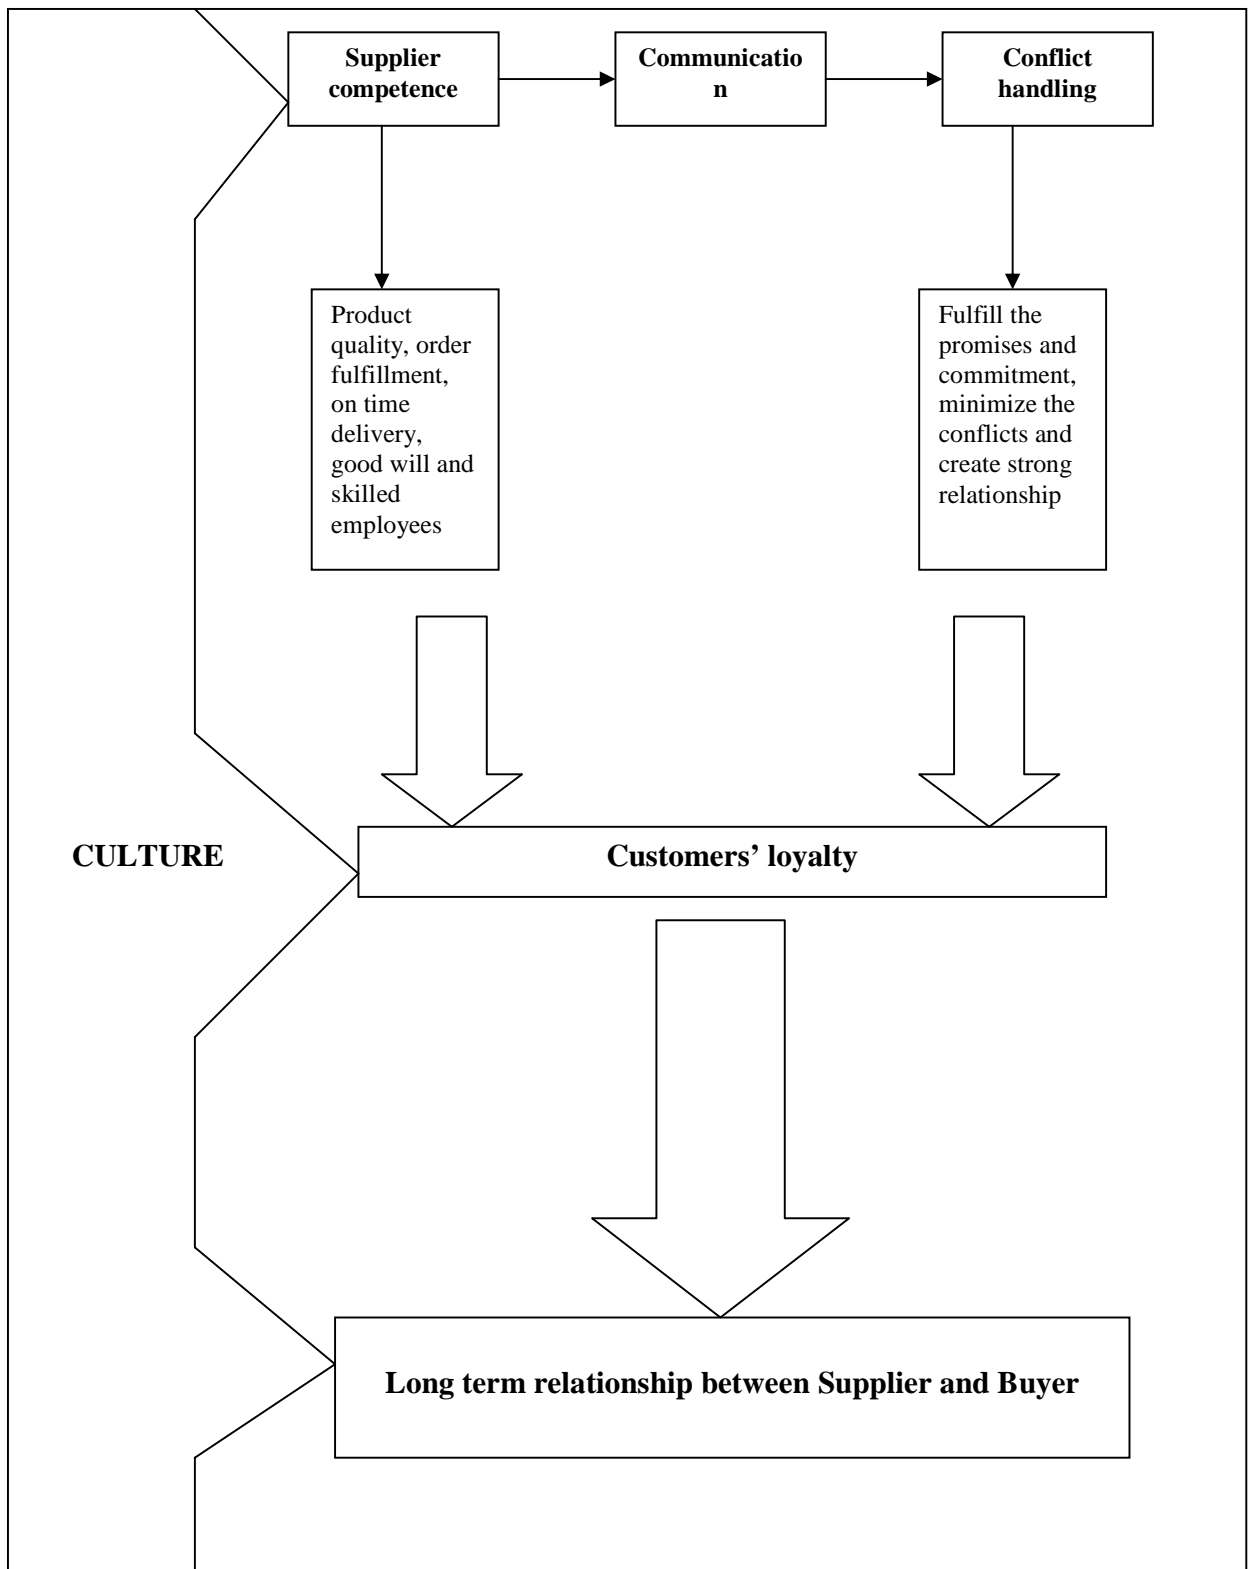 Supplier
competence
Communicatio
n
Conflict
handling
Product
quality, order
fulfillment,
on time
delivery,
good will and
skilled
employees
Fulfill the
promises and
commitment,
minimize the
conflicts and
create strong
relationship
CULTURE
Customers’ loyalty
Long term relationship between Supplier and Buyer